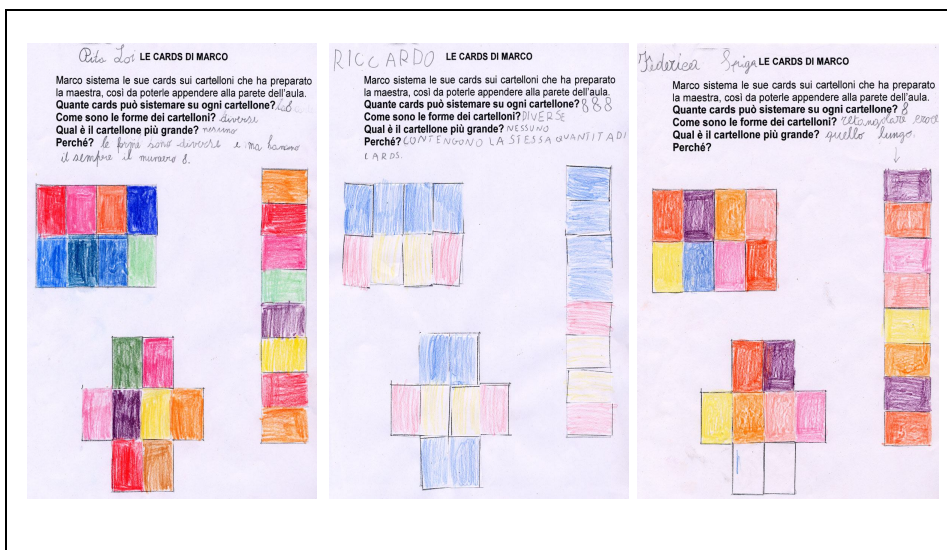 Rita Loi LE CARDS DI MARCO
Marco sistema le sue cards sui cartelloni che ha preparato
la maestra, così da poterle appendere alla parete dell'aula.
Quante cards può sistemare su ogni cartellone?
Come sono le forme dei cartelloni? diverse
Qual è il cartellone più grande? nessuno
Perché? le forme sono diverse e ma hanno
il sempre il numero 8.
RICCARDO LE CARDS DI MARCO
Marco sistema le sue cards sui cartelloni che ha preparato
la maestra, così da poterle appendere alla parete dell'aula.
Quante cards può sistemare su ogni cartellone? 8 8 8
Come sono le forme dei cartelloni? DIVERSE
Qual è il cartellone più grande? NESSUNO
Perché? CONTENGONO LA STESSA QUANTITA DI
CARDS.
Federica Spiga LE CARDS DI MARCO
Marco sistema le sue cards sui cartelloni che ha preparato
la maestra, così da poterle appendere alla parete dell'aula.
Quante cards può sistemare su ogni cartellone? 8
Come sono le forme dei cartelloni?
Qual è il cartellone più grande? quello lungo.
Perché?